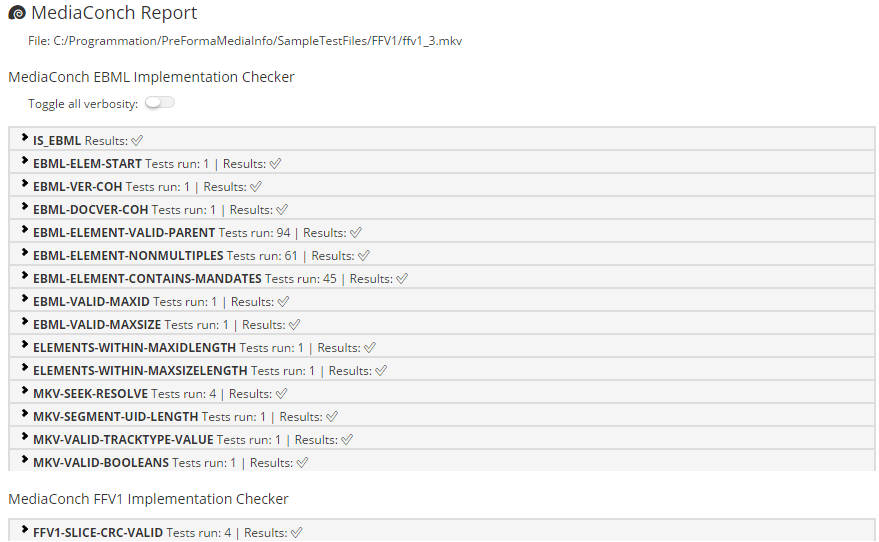 MediaConch Report
File: C:/Programmation/PreFormaMediaInfo/SampleTestFiles/FFV1/ffv1_3.mkv
MediaConch EBML Implementation Checker
Toggle all verbosity:
IS_EBML Results:
EBML-ELEM-START Tests run: 1 | Results:
EBML-VER-COH Tests run: 1 | Results:
EBML-DOCVER-COH Tests run: 1 | Results:
EBML-ELEMENT-VALID-PARENT Tests run: 94 | Results:
EBML-ELEMENT-NONMULTIPLES Tests run: 61 | Results:
EBML-ELEMENT-CONTAINS-MANDATES Tests run: 45 | Results:
EBML-VALID-MAXID Tests run: 1 | Results:
EBML-VALID-MAXSIZE Tests run: 1 | Results:
ELEMENTS-WITHIN-MAXIDLENGTH Tests run: 1 | Results:
ELEMENTS-WITHIN-MAXSIZELENGTH Tests run: 1 | Results:
MKV-SEEK-RESOLVE Tests run: 4 | Results:
MKV-SEGMENT-UID-LENGTH Tests run: 1 | Results:
MKV-VALID-TRACKTYPE-VALUE Tests run: 1 | Results:
MKV-VALID-BOOLEANS Tests run: 1 | Results:
MediaConch FFV1 Implementation Checker
FFV1-SLICE-CRC-VALID Tests run: 4 | Results: